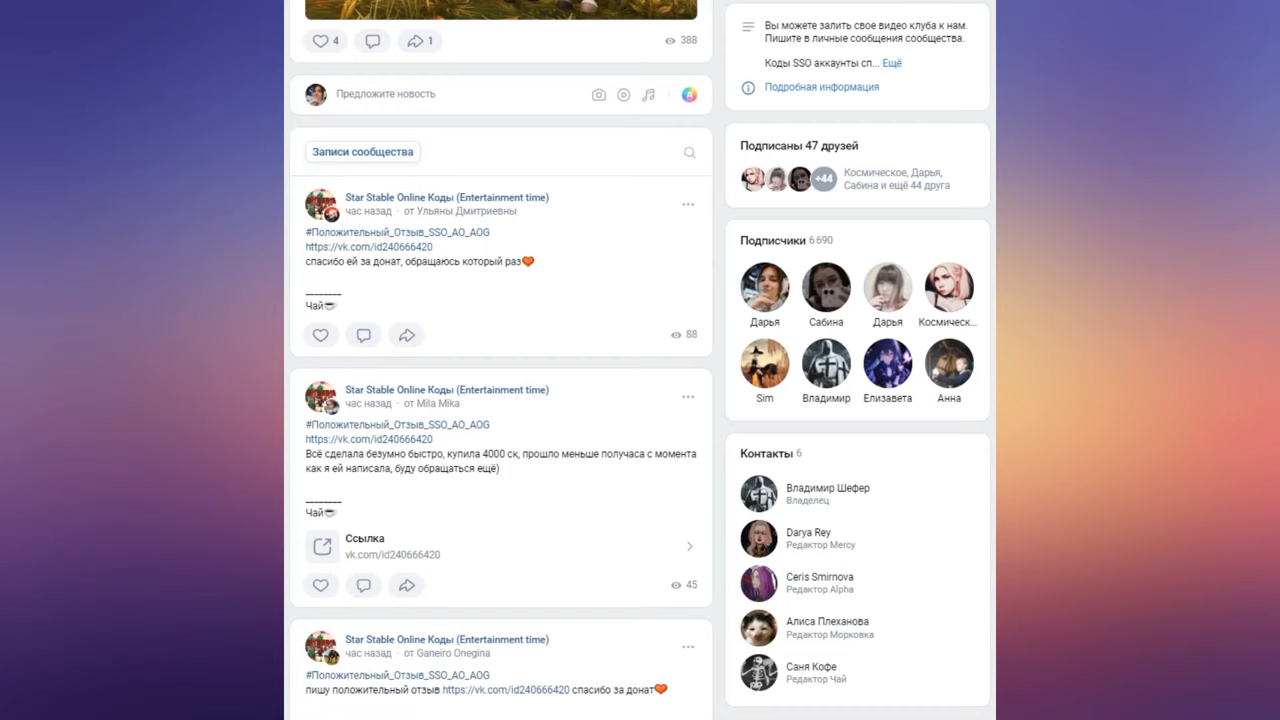 4
1
388
Предложите новость
Записи сообщества
Star Stable Online Коды (Entertainment time)
час назад · от Ульяны Дмитриевны
#Положительный_Отзыв_SSO_AO_AOG
https://vk.com/id240666420
спасибо ей за донат, обращаюсь который раз❤
________
Чай☕
88
Star Stable Online Коды (Entertainment time)
час назад · от Mila Mika
#Положительный_Отзыв_SSO_AO_AOG
https://vk.com/id240666420
Всё сделала безумно быстро, купила 4000 ск, прошло меньше получаса с момента
как я ей написала, буду обращаться ещё)
________
Чай☕
Ссылка
vk.com/id240666420
45
Star Stable Online Коды (Entertainment time)
час назад · от Ganeiro Onegina
#Положительный_Отзыв_SSO_AO_AOG
пишу положительный отзыв https://vk.com/id240666420 спасибо за донат❤
Вы можете залить свое видео клуба к нам.
Пишите в личные сообщения сообщества.
Коды SSO аккаунты сп... Ещё
Подробная информация
Подписаны 47 друзей
+44
Космическое, Дарья,
Сабина и ещё 44 друга
Подписчики 6 690
Дарья Сабина Дарья Космическ...
Sim Владимир Елизавета Анна
Контакты 6
Владимир Шефер
Владелец
Darya Rey
Редактор Mercy
Ceris Smirnova
Редактор Alpha
Алиса Плеханова
Редактор Морковка
Саня Кофе
Редактор Чай